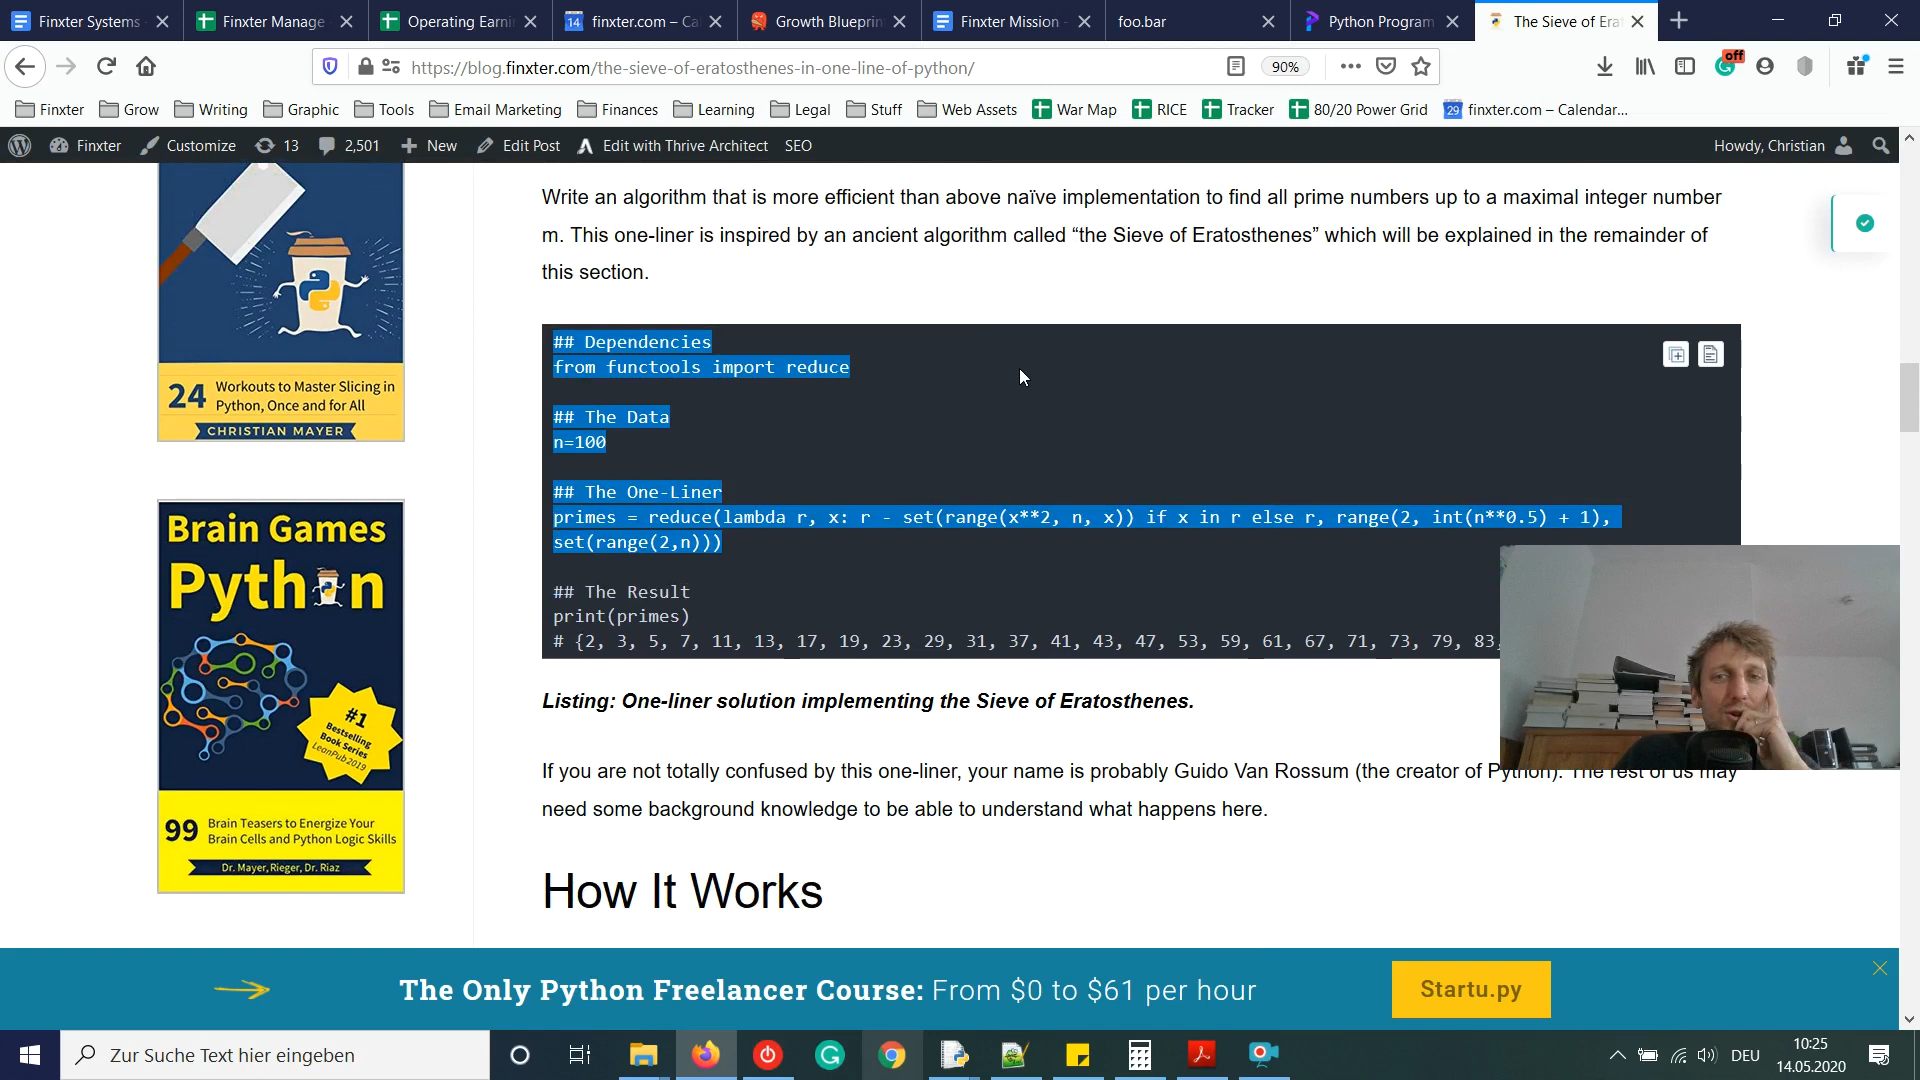 Finxter Systems
Finxter Manage
Operating Earni
finxter.com – Ca
Growth Blueprin
Finxter Mission -
foo.bar
Python Program
The Sieve of Erat
https://blog.finxter.com/the-sieve-of-eratosthenes-in-one-line-of-python/
90%
off
Finxter
Grow
Writing
Graphic
Tools
Email Marketing
Finances
Learning
Legal
Stuff
Web Assets
War Map
RICE
Tracker
80/20 Power Grid
29
finxter.com – Calendar...
Finxter
Customize
13
2,501
New
Edit Post
Edit with Thrive Architect
SEO
Howdy, Christian
24
Workouts to Master Slicing in
Python, Once and for All
CHRISTIAN MAYER
Brain Games
Python
#1
Bestselling
Book Series
LeanPub 2019
99
Brain Teasers to Energize Your
Brain Cells and Python Logic Skills
Dr. Mayer, Rieger, Dr. Riaz
Write an algorithm that is more efficient than above naïve implementation to find all prime numbers up to a maximal integer number
m. This one-liner is inspired by an ancient algorithm called “the Sieve of Eratosthenes” which will be explained in the remainder of
this section.
## Dependencies
from functools import reduce
## The Data
n=100
## The One-Liner
primes = reduce(lambda r, x: r - set(range(x**2, n, x)) if x in r else r, range(2, int(n**0.5) + 1),
set(range(2,n)))
## The Result
print(primes)
# {2, 3, 5, 7, 11, 13, 17, 19, 23, 29, 31, 37, 41, 43, 47, 53, 59, 61, 67, 71, 73, 79, 83,
Listing: One-liner solution implementing the Sieve of Eratosthenes.
If you are not totally confused by this one-liner, your name is probably Guido Van Rossum (the creator of Python). The rest of us may
need some background knowledge to be able to understand what happens here.
How It Works
The Only Python Freelancer Course: From $0 to $61 per hour
Startu.py
Zur Suche Text hier eingeben
DEU
10:25
14.05.2020